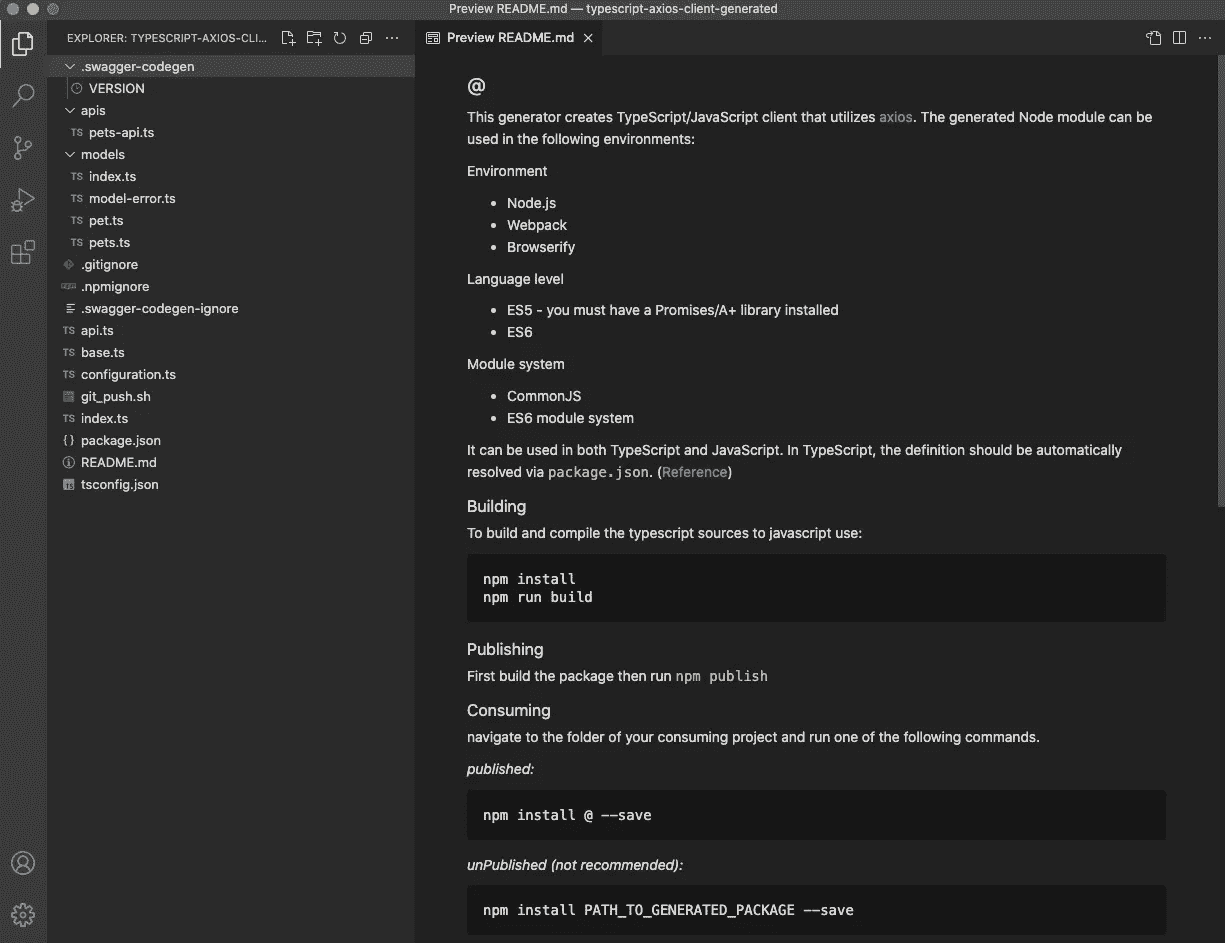 Preview README.md — typescript-axios-client-generated
EXPLORER: TYPESCRIPT-AXIOS-CLI...
.swagger-codegen
VERSION
apis
TS pets-api.ts
models
TS index.ts
TS model-error.ts
TS pet.ts
TS pets.ts
.gitignore
.npmignore
.swagger-codegen-ignore
TS api.ts
TS base.ts
TS configuration.ts
git_push.sh
TS index.ts
{} package.json
README.md
tsconfig.json
Preview README.md
@
This generator creates TypeScript/JavaScript client that utilizes axios. The generated Node module can be
used in the following environments:
Environment
• Node.js
• Webpack
• Browserify
Language level
• ES5 - you must have a Promises/A+ library installed
• ES6
Module system
• CommonJS
• ES6 module system
It can be used in both TypeScript and JavaScript. In TypeScript, the definition should be automatically
resolved via package.json. (Reference)
Building
To build and compile the typescript sources to javascript use:
npm install
npm run build
Publishing
First build the package then run npm publish
Consuming
navigate to the folder of your consuming project and run one of the following commands.
published:
npm install @ --save
unPublished (not recommended):
npm install PATH_TO_GENERATED_PACKAGE --save